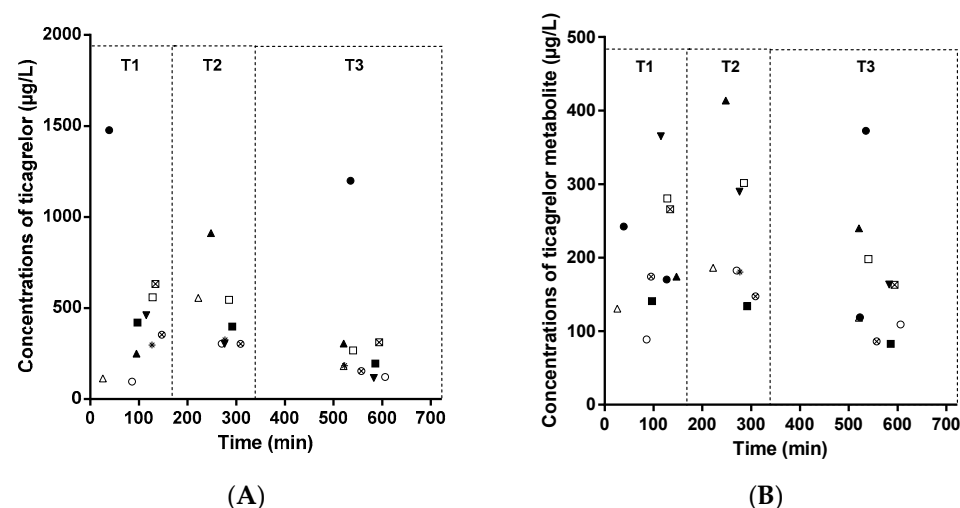 2000
1500
1000
500
0
Concentrations of ticagrelor (µg/L)
T1 T2 T3
0 100 200 300 400 500 600 700
Time (min)
(A)
500
400
300
200
100
0
Concentrations of ticagrelor metabolite (µg/L)
T1 T2 T3
0 100 200 300 400 500 600 700
Time (min)
(B)